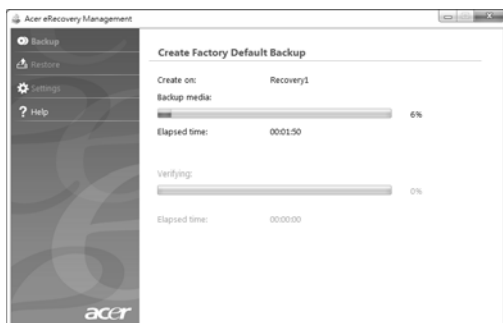 Acer eRecovery Management
Backup
Restore
Settings
? Help
Create Factory Default Backup
Create on: Recovery1
Backup media:
6%
Elapsed time: 00:01:50
Verifying:
0%
Elapsed time: 00:00:00
acer